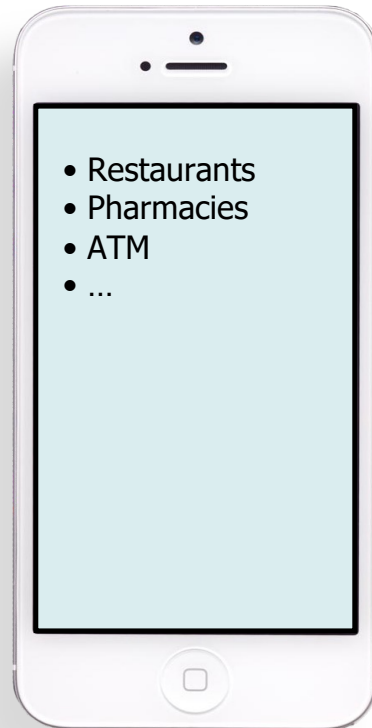 • Restaurants
• Pharmacies
• ATM
• ...